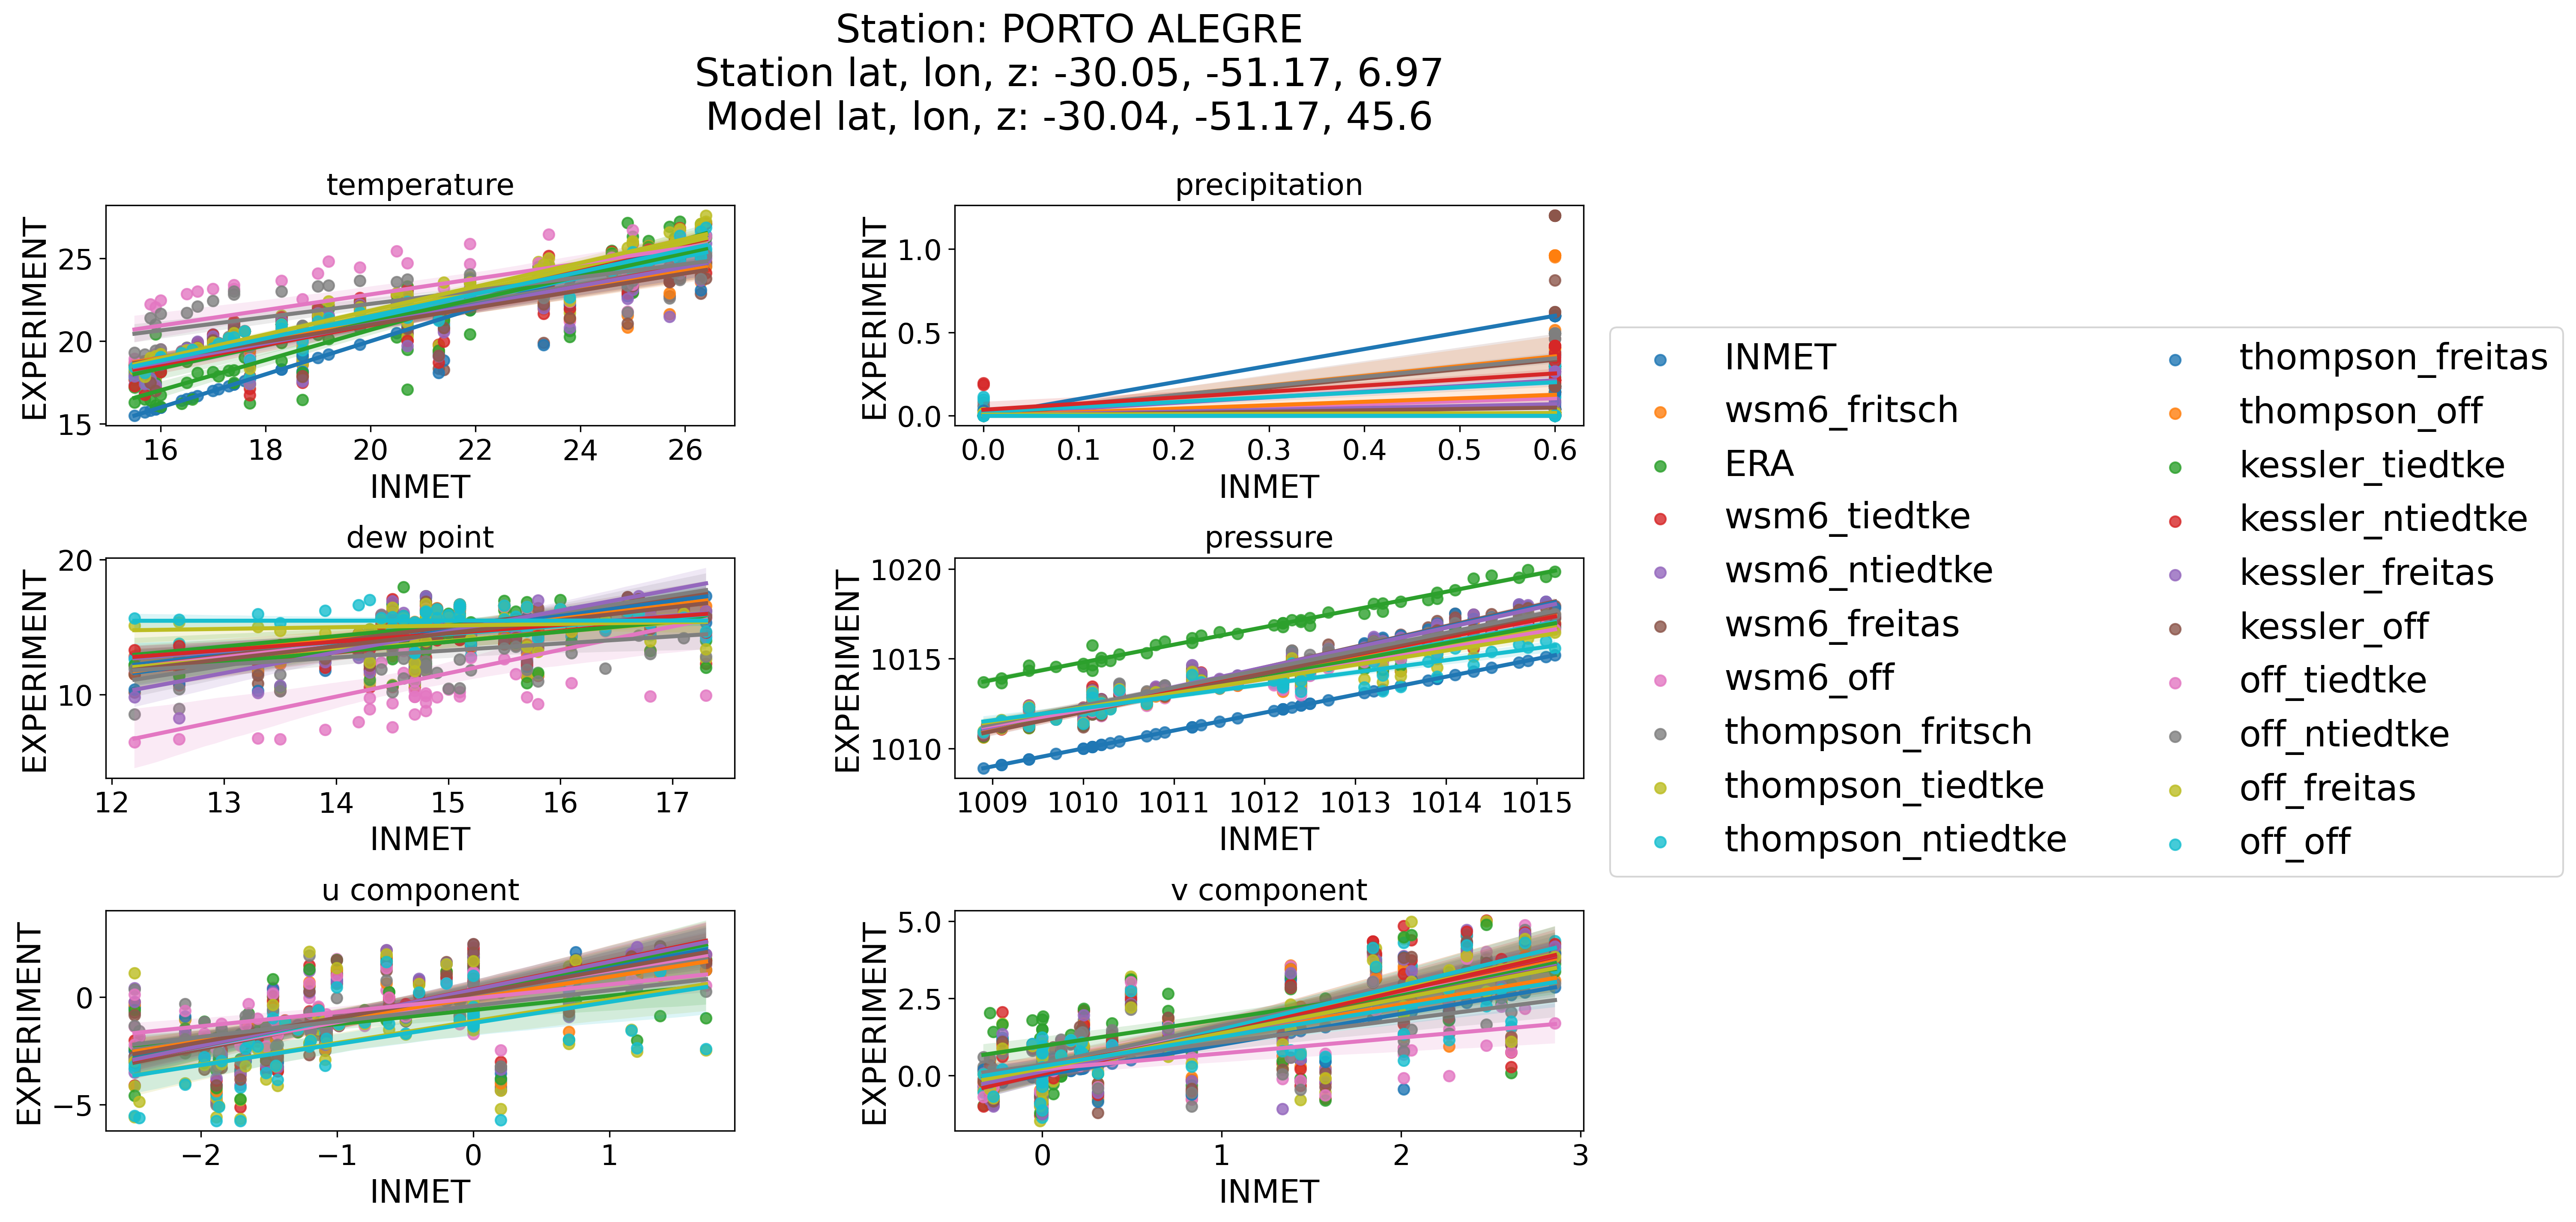 Station: PORTO ALEGRE
Station lat, lon, z: -30.05, -51.17, 6.97
Model lat, lon, z: -30.04, -51.17, 45.6
temperature
EXPERIMENT
25
20
15
16 18 20 22 24 26
INMET
precipitation
EXPERIMENT
1.0
0.5
0.0
0.0 0.1 0.2 0.3 0.4 0.5 0.6
INMET
dew point
EXPERIMENT
20
10
12 13 14 15 16 17
INMET
pressure
EXPERIMENT
1020
1015
1010
1009 1010 1011 1012 1013 1014 1015
INMET
u component
EXPERIMENT
0
−5
−2 −1 0 1
INMET
v component
EXPERIMENT
5.0
2.5
0.0
0 1 2 3
INMET
INMET
wsm6_fritsch
ERA
wsm6_tiedtke
wsm6_ntiedtke
wsm6_freitas
wsm6_off
thompson_fritsch
thompson_tiedtke
thompson_ntiedtke
thompson_freitas
thompson_off
kessler_tiedtke
kessler_ntiedtke
kessler_freitas
kessler_off
off_tiedtke
off_ntiedtke
off_freitas
off_off